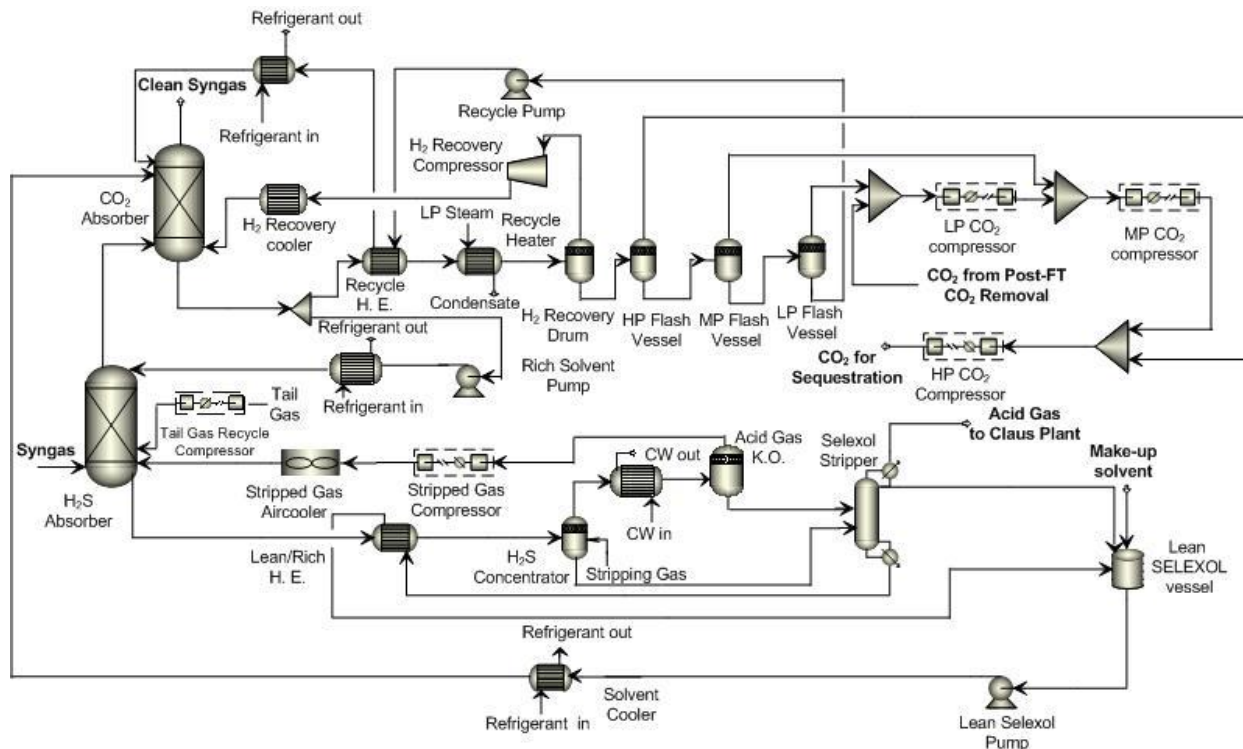 Refrigerant out
Clean Syngas
Refrigerant in
Recycle Pump
H₂ Recovery
Compressor
CO₂
Absorber
H₂ Recovery
cooler
LP Steam
Recycle
Heater
Recycle
H. E.
Condensate
H₂ Recovery
Drum
HP Flash
Vessel
MP Flash
Vessel
LP Flash
Vessel
LP CO₂
compressor
MP CO₂
compressor
CO₂ from Post-FT
CO₂ Removal
CO₂ for
Sequestration
HP CO₂
Compressor
Refrigerant out
Refrigerant in
Rich Solvent
Pump
Tail
Gas
Tail Gas Recycle
Compressor
Syngas
H₂S
Absorber
Stripped Gas
Aircooler
Stripped Gas
Compressor
CW out
CW in
Acid Gas
K.O.
Selexol
Stripper
Acid Gas
to Claus Plant
Make-up
solvent
Lean/Rich
H. E.
H₂S
Concentrator
Stripping Gas
Lean
SELEXOL
vessel
Refrigerant out
Refrigerant in
Solvent
Cooler
Lean Selexol
Pump